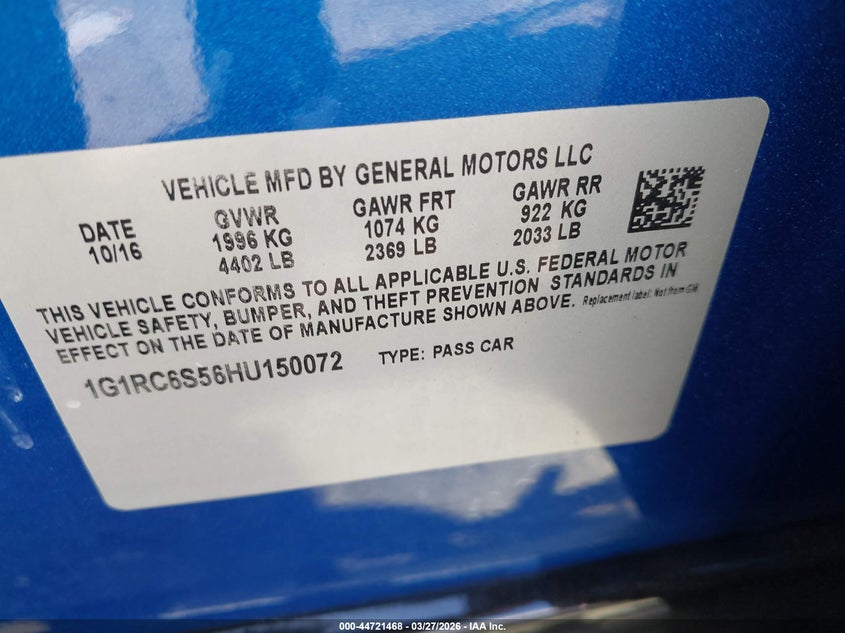 VEHICLE MFD BY GENERAL MOTORS LLC
DATE GVWR GAWR FRT GAWR RR
10/16 1996 KG 1074 KG 922 KG
4402 LB 2369 LB 2033 LB
THIS VEHICLE CONFORMS TO ALL APPLICABLE U.S. FEDERAL MOTOR
VEHICLE SAFETY, BUMPER, AND THEFT PREVENTION STANDARDS IN
EFFECT ON THE DATE OF MANUFACTURE SHOWN ABOVE. Replacement label: Not from GM
1G1RC6S56HU150072 TYPE: PASS CAR
000-44721468 | 03/27/2026 - IAA Inc.